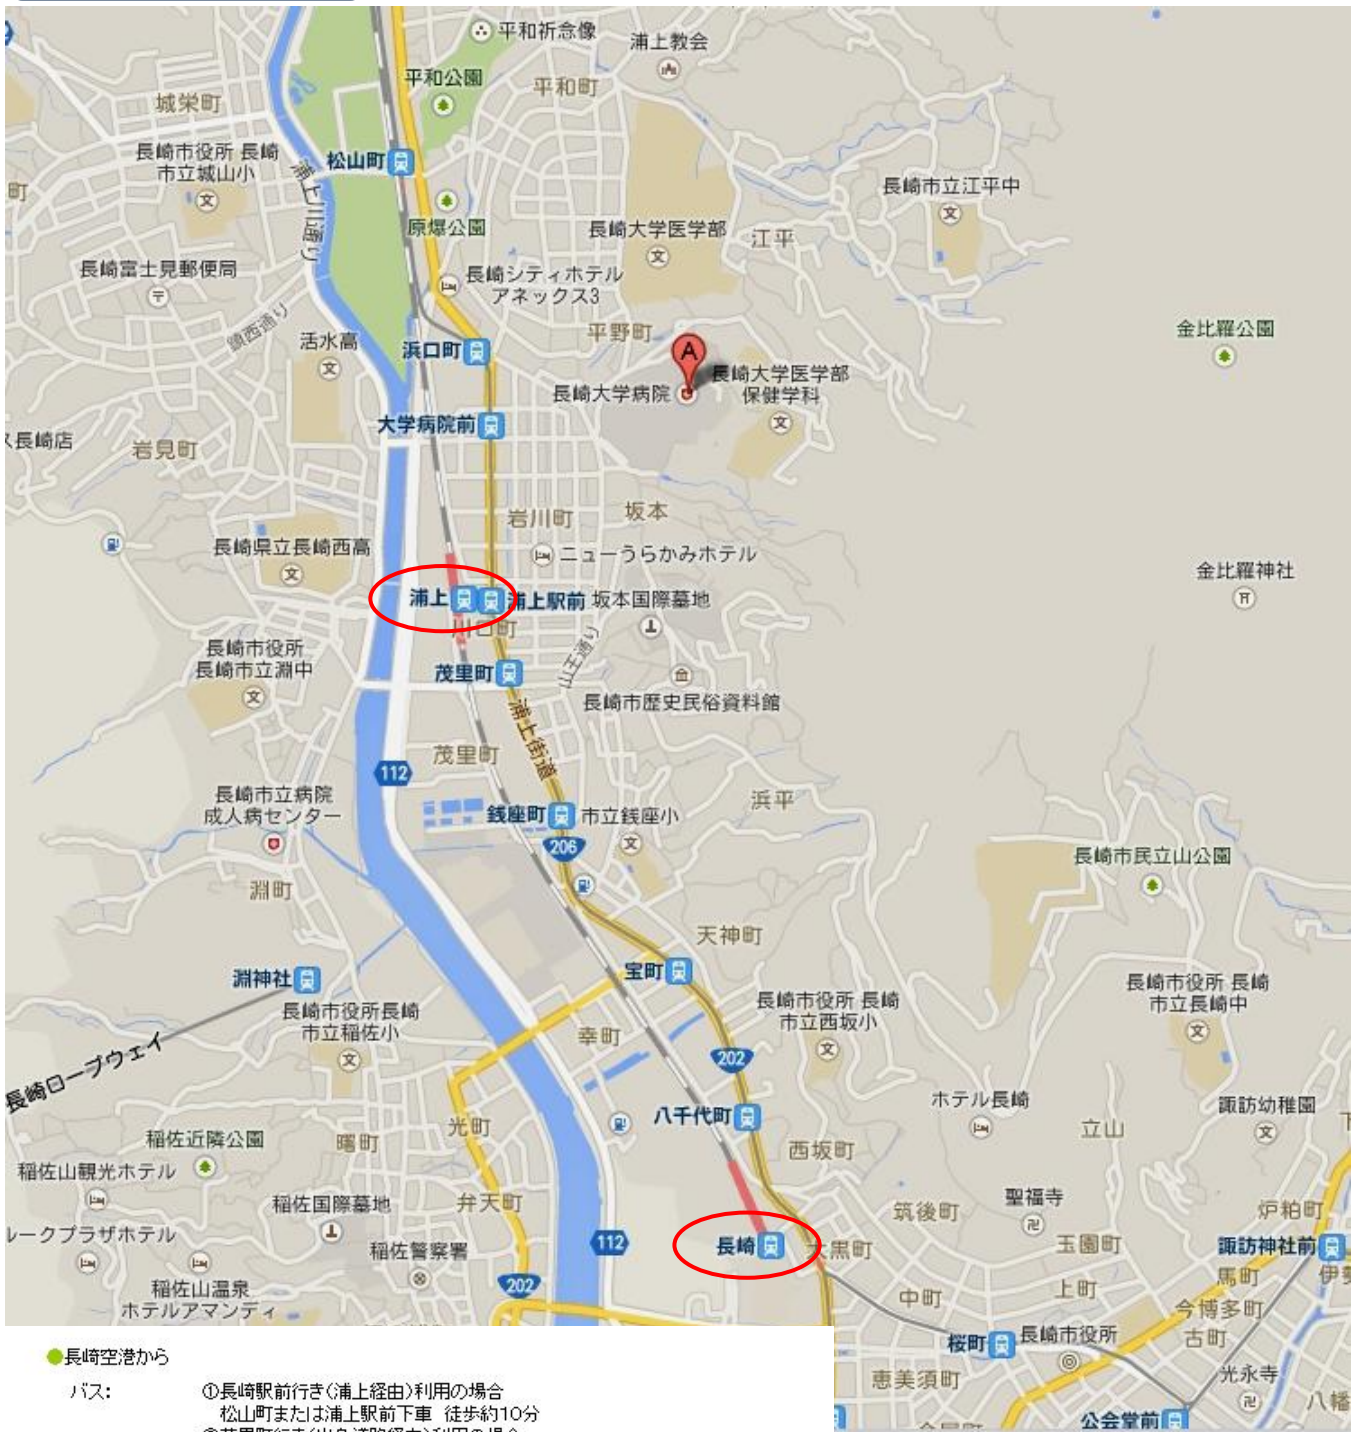 平和祈念像
浦上教会
平和公園
平和町
城栄町
長崎市役所 長崎
市立城山小
松山町
浦上川通り
町
原爆公園
長崎大学医学部
江平
長崎市立江平中
長崎富士見郵便局
長崎シティホテル
アネックス3
鎮西通り
活水高
浜口町
平野町
A
金比羅公園
長崎大学病院
長崎大学医学部
保健学科
大学病院前
ス長崎店
岩見町
岩川町
坂本
長崎県立長崎西高
ニューうらかみホテル
金比羅神社
浦上
浦上駅前
坂本国際墓地
川口町
長崎市役所
長崎市立淵中
茂里町
山王通り
長崎市歴史民俗資料館
浦上街道
茂里町
112
長崎市立病院
成人病センター
銭座町
市立銭座小
浜平
206
長崎市民立山公園
淵町
天神町
宝町
淵神社
長崎市役所長崎
市立稲佐小
長崎市役所 長崎
市立西坂小
長崎市役所 長崎
市立長崎中
幸町
長崎ロープウェイ
202
ホテル長崎
八千代町
諏訪幼稚園
下
光町
立山
稲佐近隣公園
曙町
西坂町
稲佐山観光ホテル
稲佐国際墓地
弁天町
聖福寺
筑後町
炉粕町
ルークプラザホテル
稲佐警察署
112
長崎
大黒町
玉園町
諏訪神社前
稲佐山温泉
ホテルアマンディ
202
中町
上町
馬町
伊勢
今博多町
桜町
長崎市役所
古町
恵美須町
光永寺
八幡
公会堂前
●長崎空港から
バス:
①長崎駅前行き(浦上経由)利用の場合
松山町または浦上駅前下車 徒歩約10分